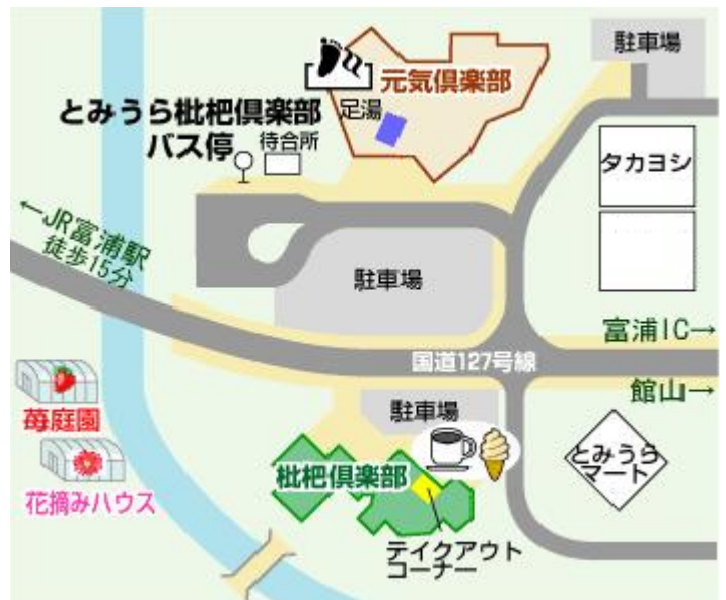 駐車場
元気倶楽部
足湯
とみうら枇杷倶楽部
バス停
待合所
タカヨシ
←JR富浦駅
徒歩15分
駐車場
富浦IC→
国道127号線
館山→
駐車場
苺庭園
とみうら
マート
枇杷倶楽部
花摘みハウス
テイクアウト
コーナー